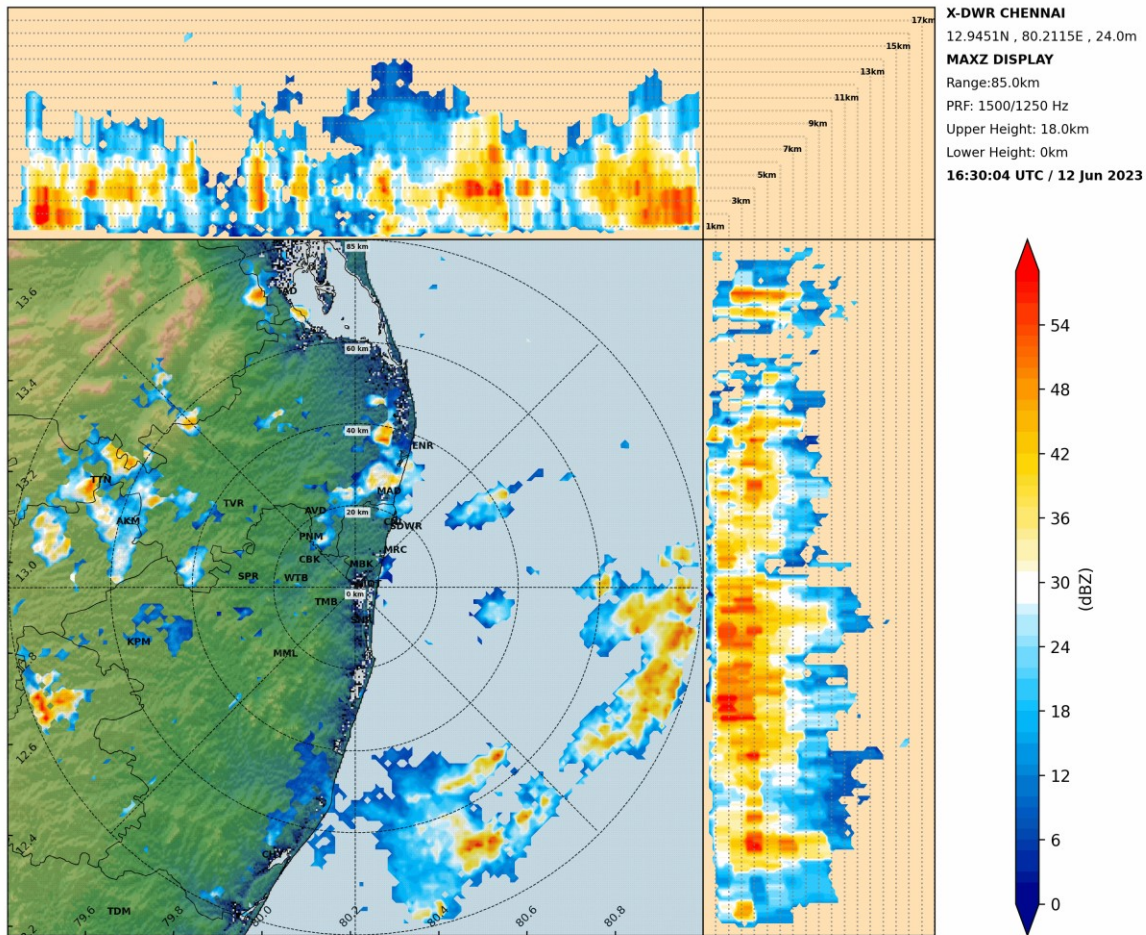 X-DWR CHENNAI
12.9451N , 80.2115E , 24.0m
MAXZ DISPLAY
Range:85.0km
PRF: 1500/1250 Hz
Upper Height: 18.0km
Lower Height: 0km
16:30:04 UTC / 12 Jun 2023
17km
15km
13km
11km
9km
7km
5km
3km
1km
85 km
60 km
40 km
20 km
0 km
13.6
13.4
13.2
13.0
12.8
12.6
12.4
79.6
79.8
80.0
80.2
80.4
80.6
80.8
ENR
TTN
MAD
TVR
AVD
AKM
SDWR
PNM
MRC
CBK
MBK
SPR
WTB
TMB
KPM
MML
TDM
54
48
42
36
30
24
18
12
6
0
(dBZ)